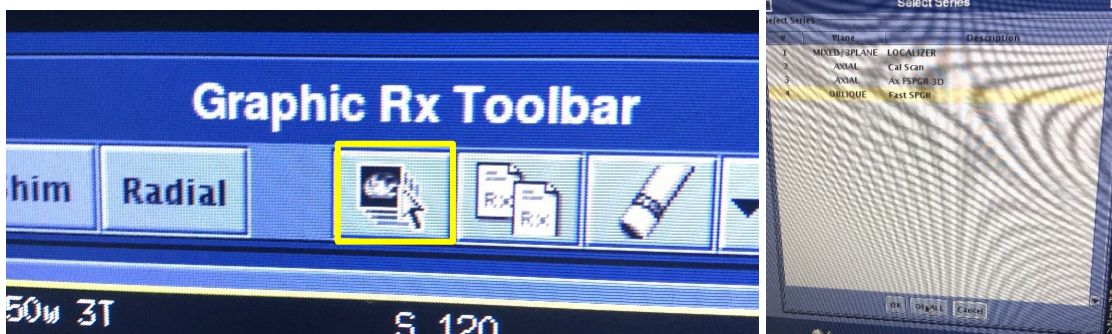 Graphic Rx Toolbar
him
Radial
Rx
Rx
50w 3T
S 120
Select Series
elect Series
# Plane Description
1 MIXED/3PLANE LOCALIZER
2 AXIAL Cal Scan
3 AXIAL Ax FSPGR 3D
4 OBLIQUE Fast SPGR
OK
Cancel